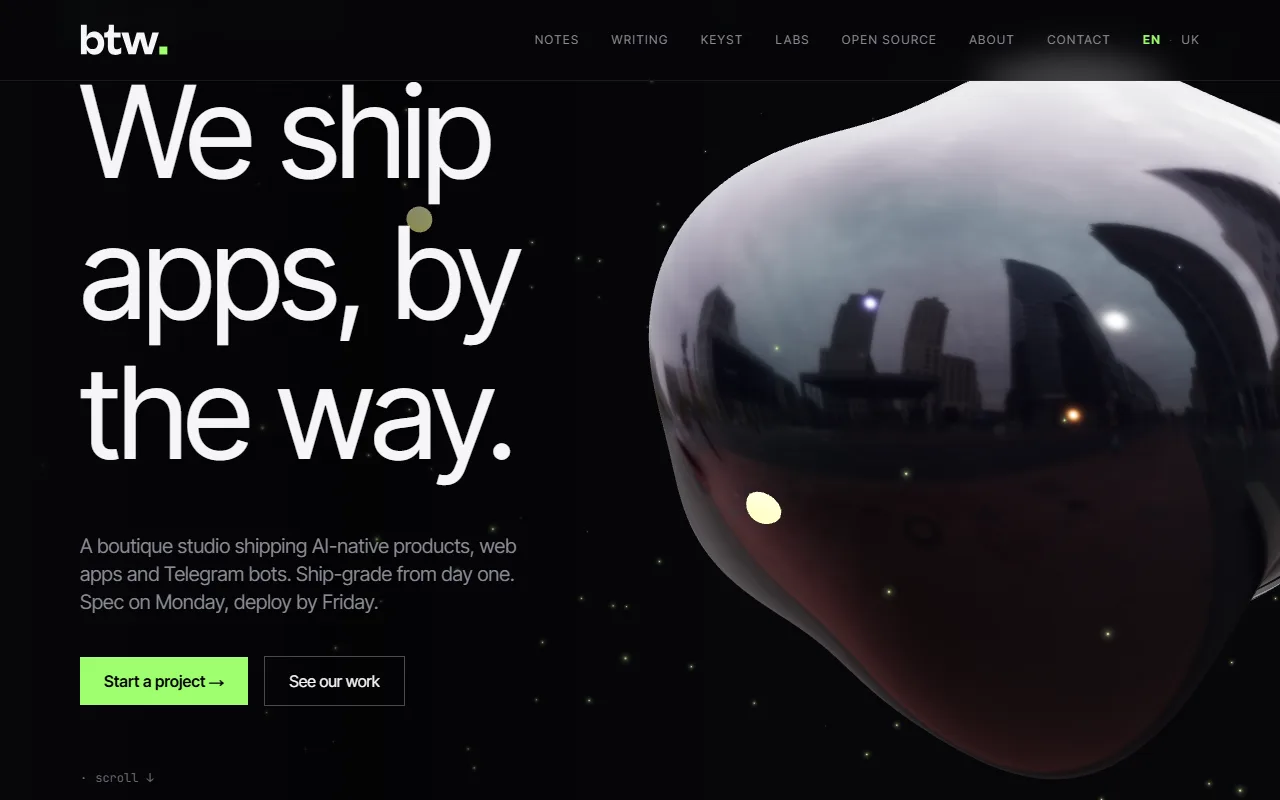 btw.
NOTES WRITING KEYST LABS OPEN SOURCE ABOUT CONTACT EN · UK
We ship
apps, by
the way.
A boutique studio shipping AI-native products, web
apps and Telegram bots. Ship-grade from day one.
Spec on Monday, deploy by Friday.
Start a project →
See our work
· scroll ↓